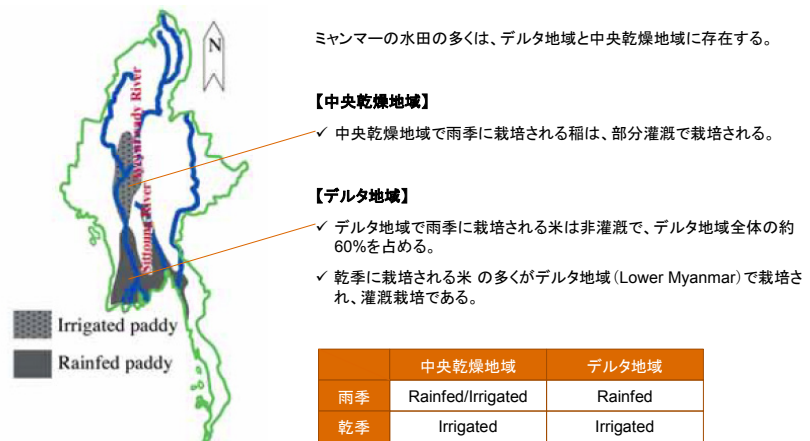 ミャンマーの水田の多くは、デルタ地域と中央乾燥地域に存在する。
【中央乾燥地域】
✓ 中央乾燥地域で雨季に栽培される稲は、部分灌漑で栽培される。
【デルタ地域】
✓ デルタ地域で雨季に栽培される米は非灌漑で、デルタ地域全体の約
60%を占める。
✓ 乾季に栽培される米 の多くがデルタ地域(Lower Myanmar)で栽培さ
れ、灌漑栽培である。
N
Ayeyarwady River
Sittoung River
Irrigated paddy
Rainfed paddy
中央乾燥地域 デルタ地域
雨季 Rainfed/Irrigated Rainfed
乾季 Irrigated Irrigated